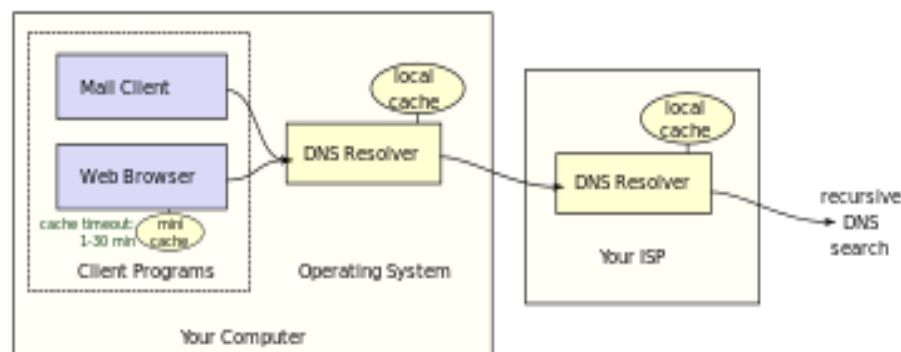 Mail Client
Web Browser
cache timeout:
1-30 min
mini
cache
Client Programs
local
cache
DNS Resolver
Operating System
Your Computer
local
cache
DNS Resolver
Your ISP
recursive
DNS
search